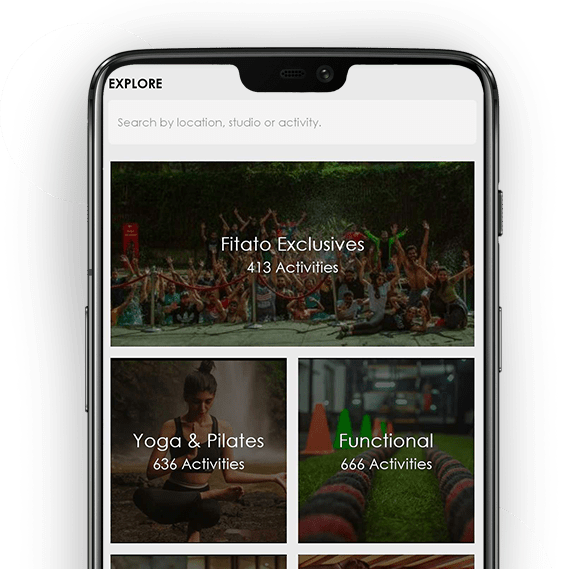 EXPLORE
Search by location, studio or activity.
Fitato Exclusives
413 Activities
Yoga & Pilates
636 Activities
Functional
666 Activities